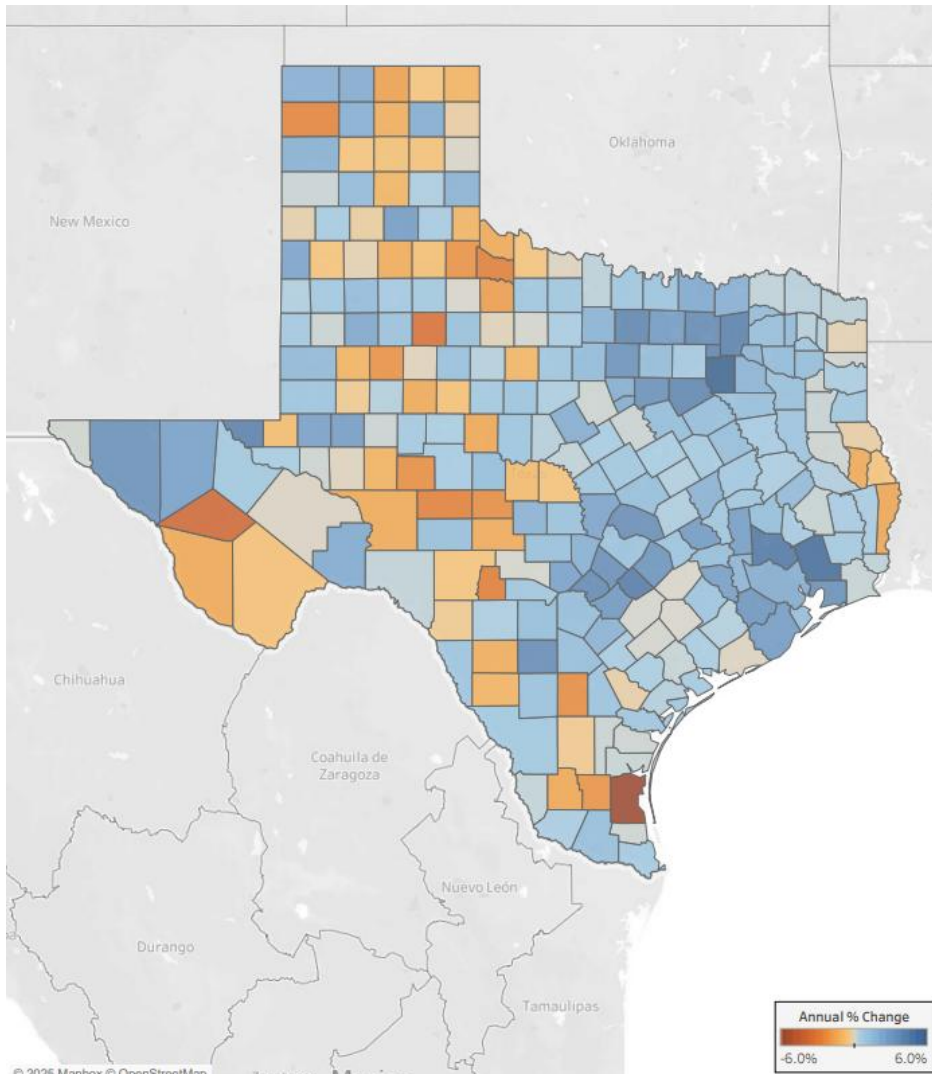 Oklahoma
New Mexico
Chihuahua
Coahuila de
Zaragoza
Nuevo León
Durango
Tamaulipas
Annual % Change
-6.0%
6.0%
© 2025 Mapbox © OpenStreetMap